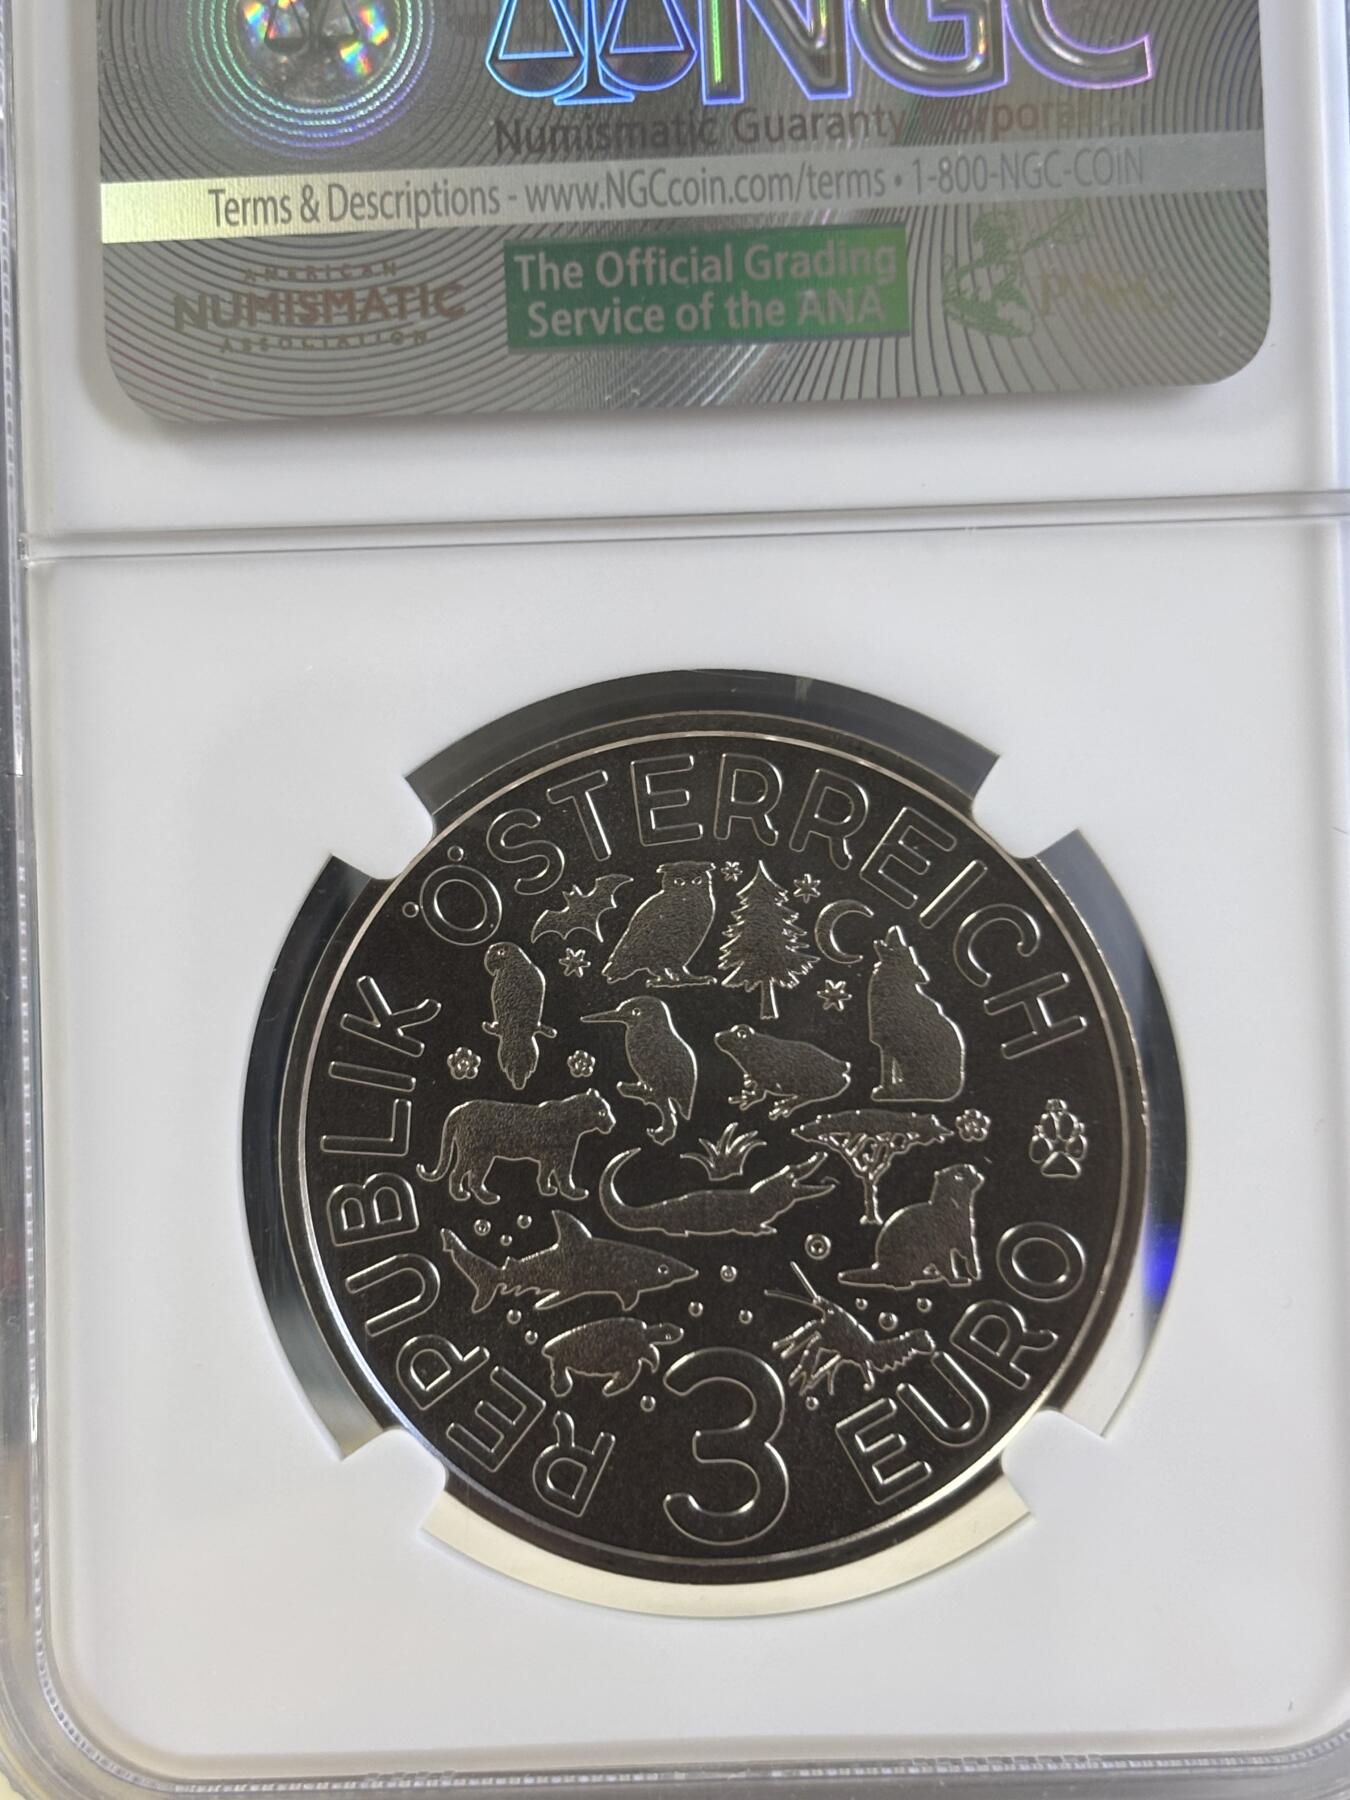 NGC
Numismatic Guaranty
Terms & Descriptions - www.NGCcoin.com/terms • 1-800-NGC-COIN
AMERICAN
NUMISMATIC
ASSOCIATION
The Official Grading
Service of the ANA
PNG
REPUBLIK ÖSTERREICH
3 EURO